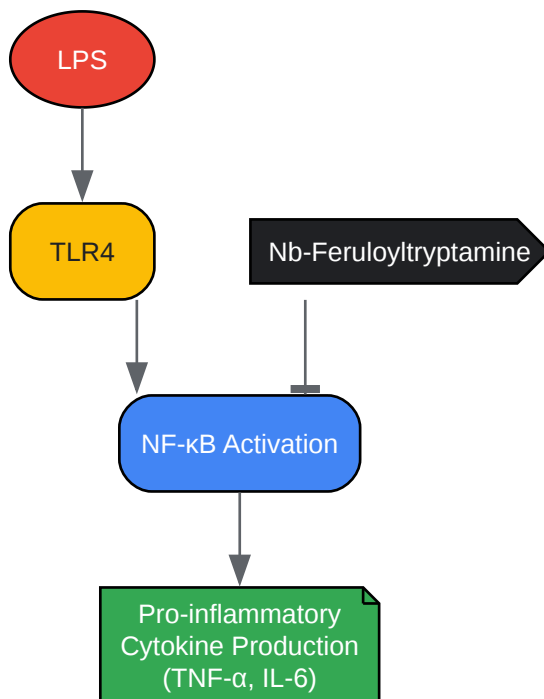 LPS
TLR4
Nb-Feruloyltryptamine
NF-κB Activation
Pro-inflammatory
Cytokine Production
(TNF-α, IL-6)